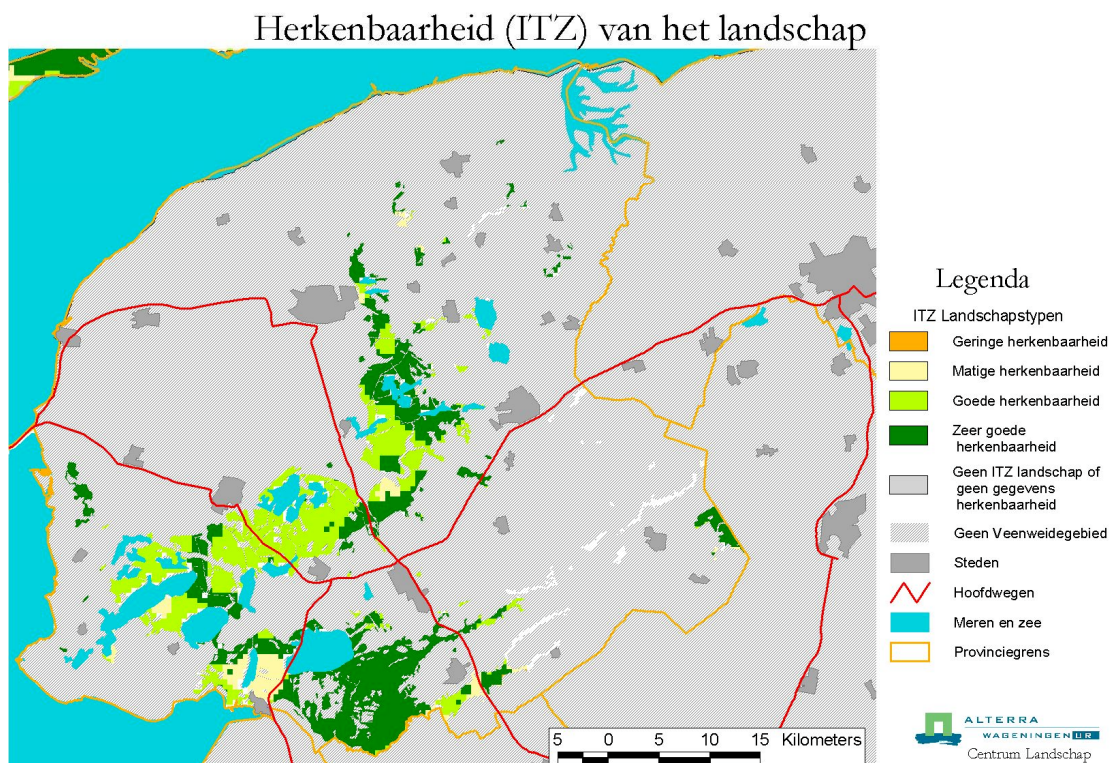 Herkenbaarheid (ITZ) van het landschap
Legenda
ITZ Landschapstypen
Geringe herkenbaarheid
Matige herkenbaarheid
Goede herkenbaarheid
Zeer goede
herkenbaarheid
Geen ITZ landschap of
geen gegevens
herkenbaarheid
Geen Veenweidegebied
Steden
Hoofdwegen
Meren en zee
Provinciegrens
5 0 5 10 15 Kilometers
ALTERRA
WAGENINGEN UR
Centrum Landschap